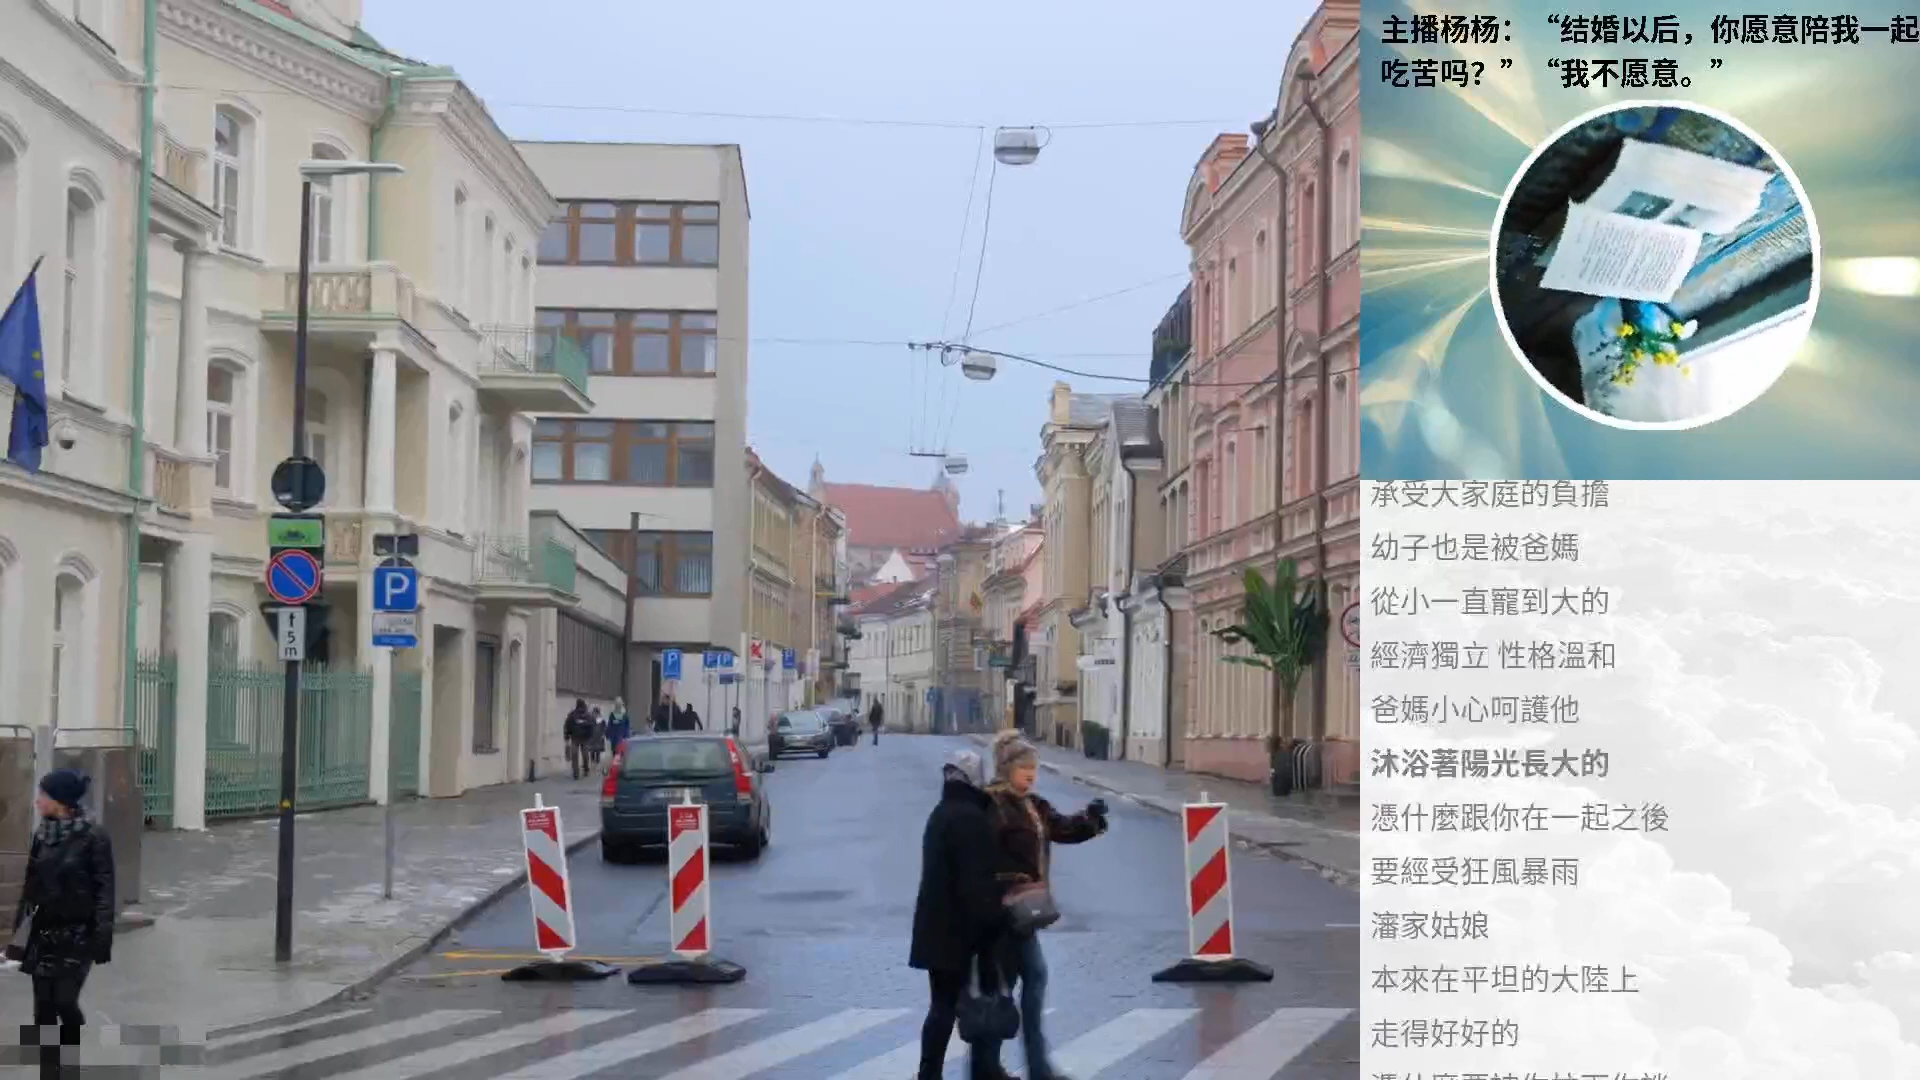 主播杨杨：“结婚以后，你愿意陪我一起
吃苦吗？”“我不愿意。”
承受大家庭的負擔
幼子也是被爸媽
從小一直寵到大的
經濟獨立 性格溫和
爸媽小心呵護他
沐浴著陽光長大的
憑什麼跟你在一起之後
要經受狂風暴雨
瀋家姑娘
本來在平坦的大陸上
走得好好的
P
5
m
P
P
P
P